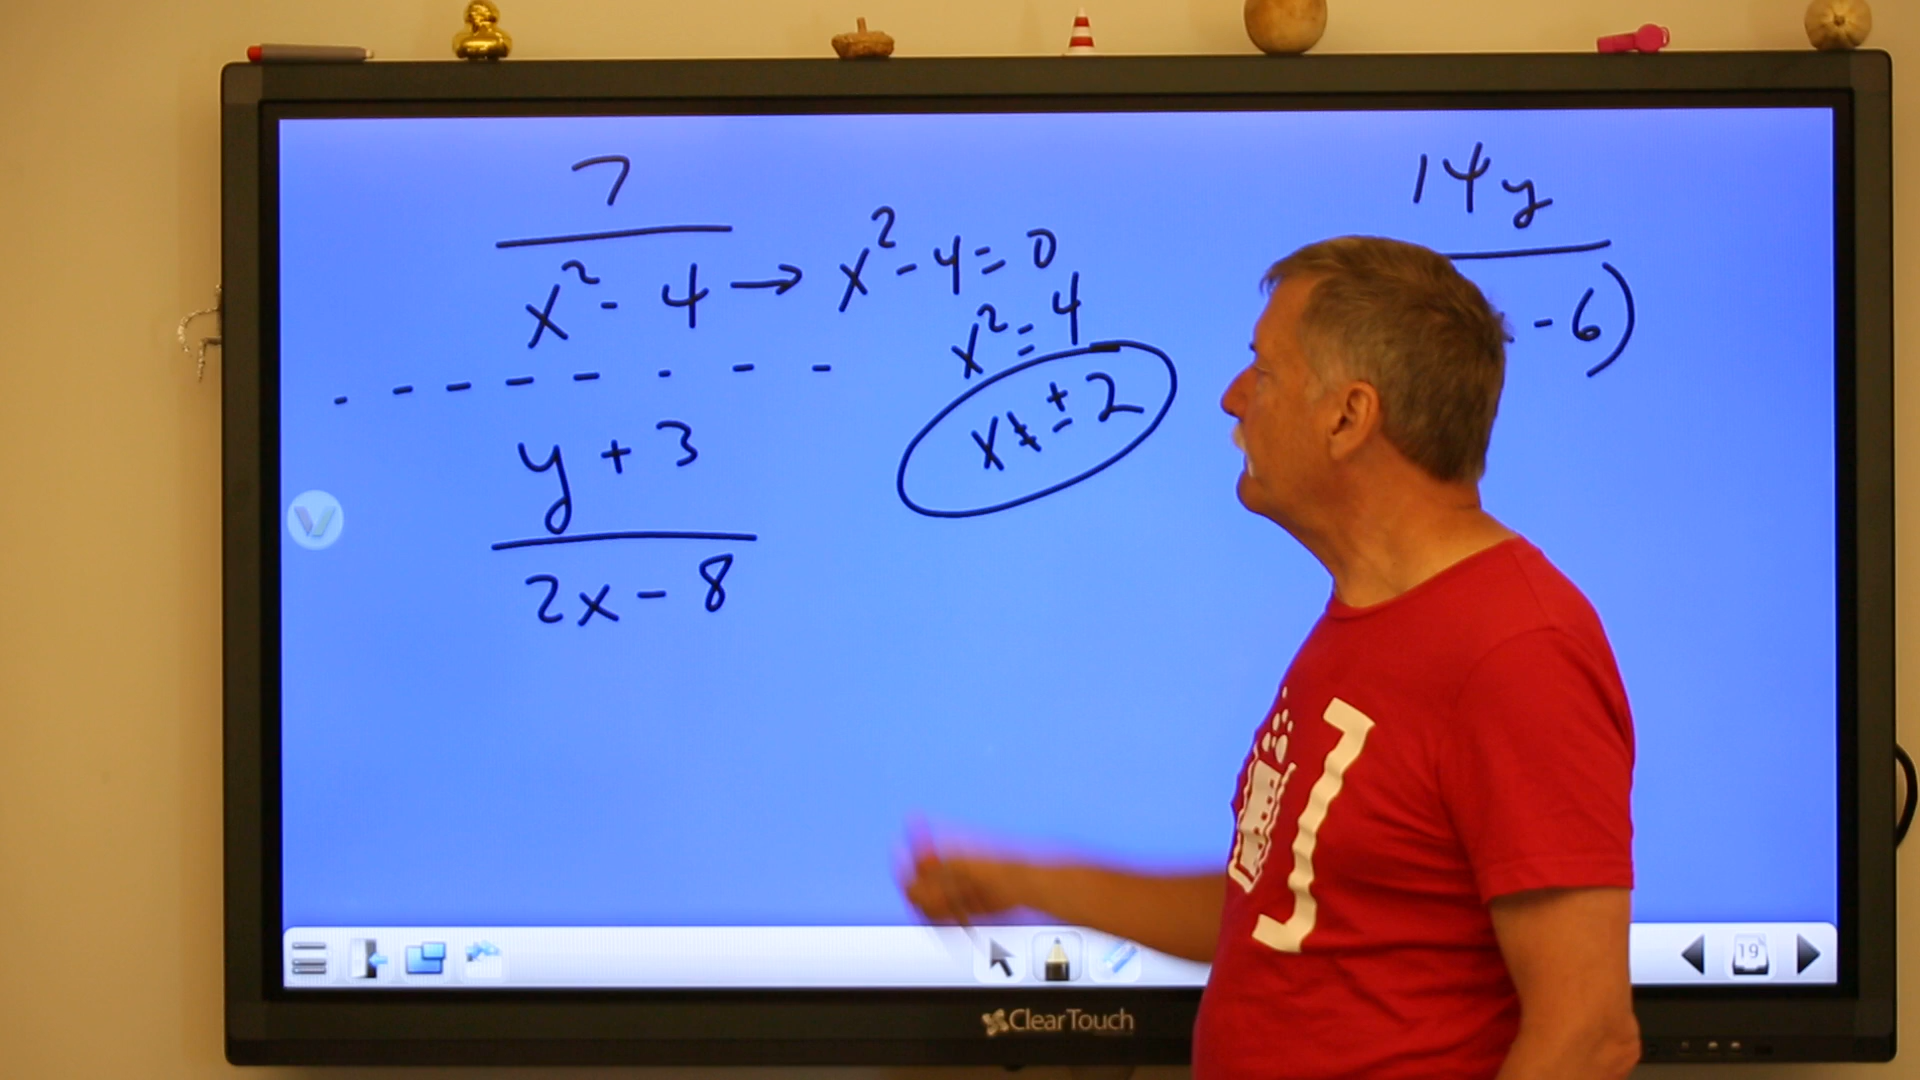 7
x² - 4 → x² - 4 = 0
x² = 4
x ≠ ± 2
y + 3
2x - 8
14y
- 6)
19
ClearTouch